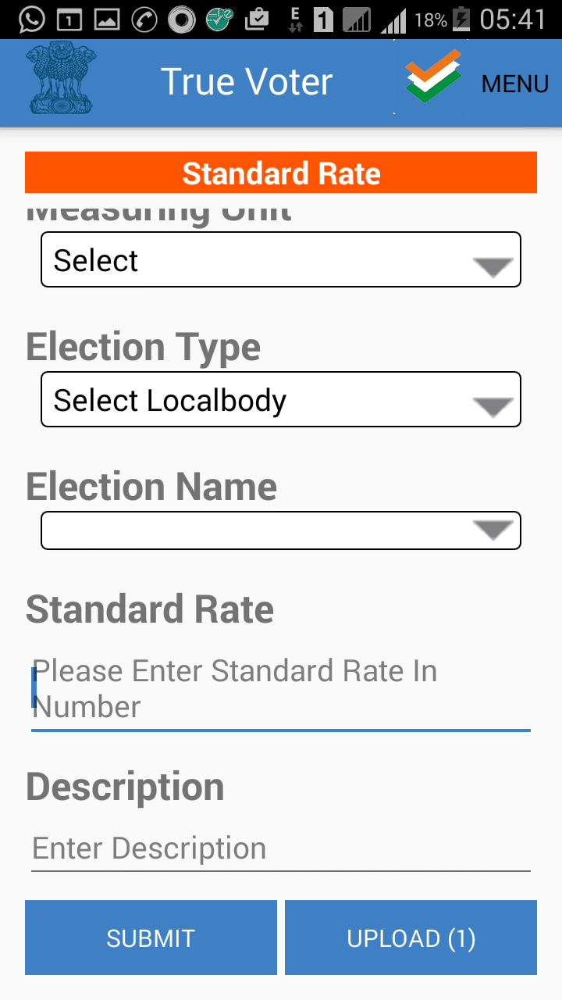 1 E 1 18% 05:41
True Voter MENU
Standard Rate
Measuring Unit
Select
Election Type
Select Localbody
Election Name
Standard Rate
Please Enter Standard Rate In
Number
Description
Enter Description
SUBMIT UPLOAD (1)